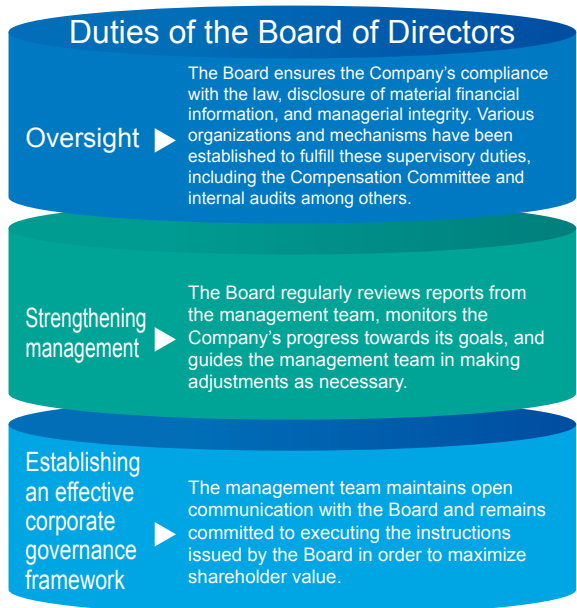 Duties of the Board of Directors
Oversight
The Board ensures the Company's compliance
with the law, disclosure of material financial
information, and managerial integrity. Various
organizations and mechanisms have been
established to fulfill these supervisory duties,
including the Compensation Committee and
internal audits among others.
Strengthening
management
The Board regularly reviews reports from
the management team, monitors the
Company's progress towards its goals, and
guides the management team in making
adjustments as necessary.
Establishing
an effective
corporate
governance
framework
The management team maintains open
communication with the Board and remains
committed to executing the instructions
issued by the Board in order to maximize
shareholder value.